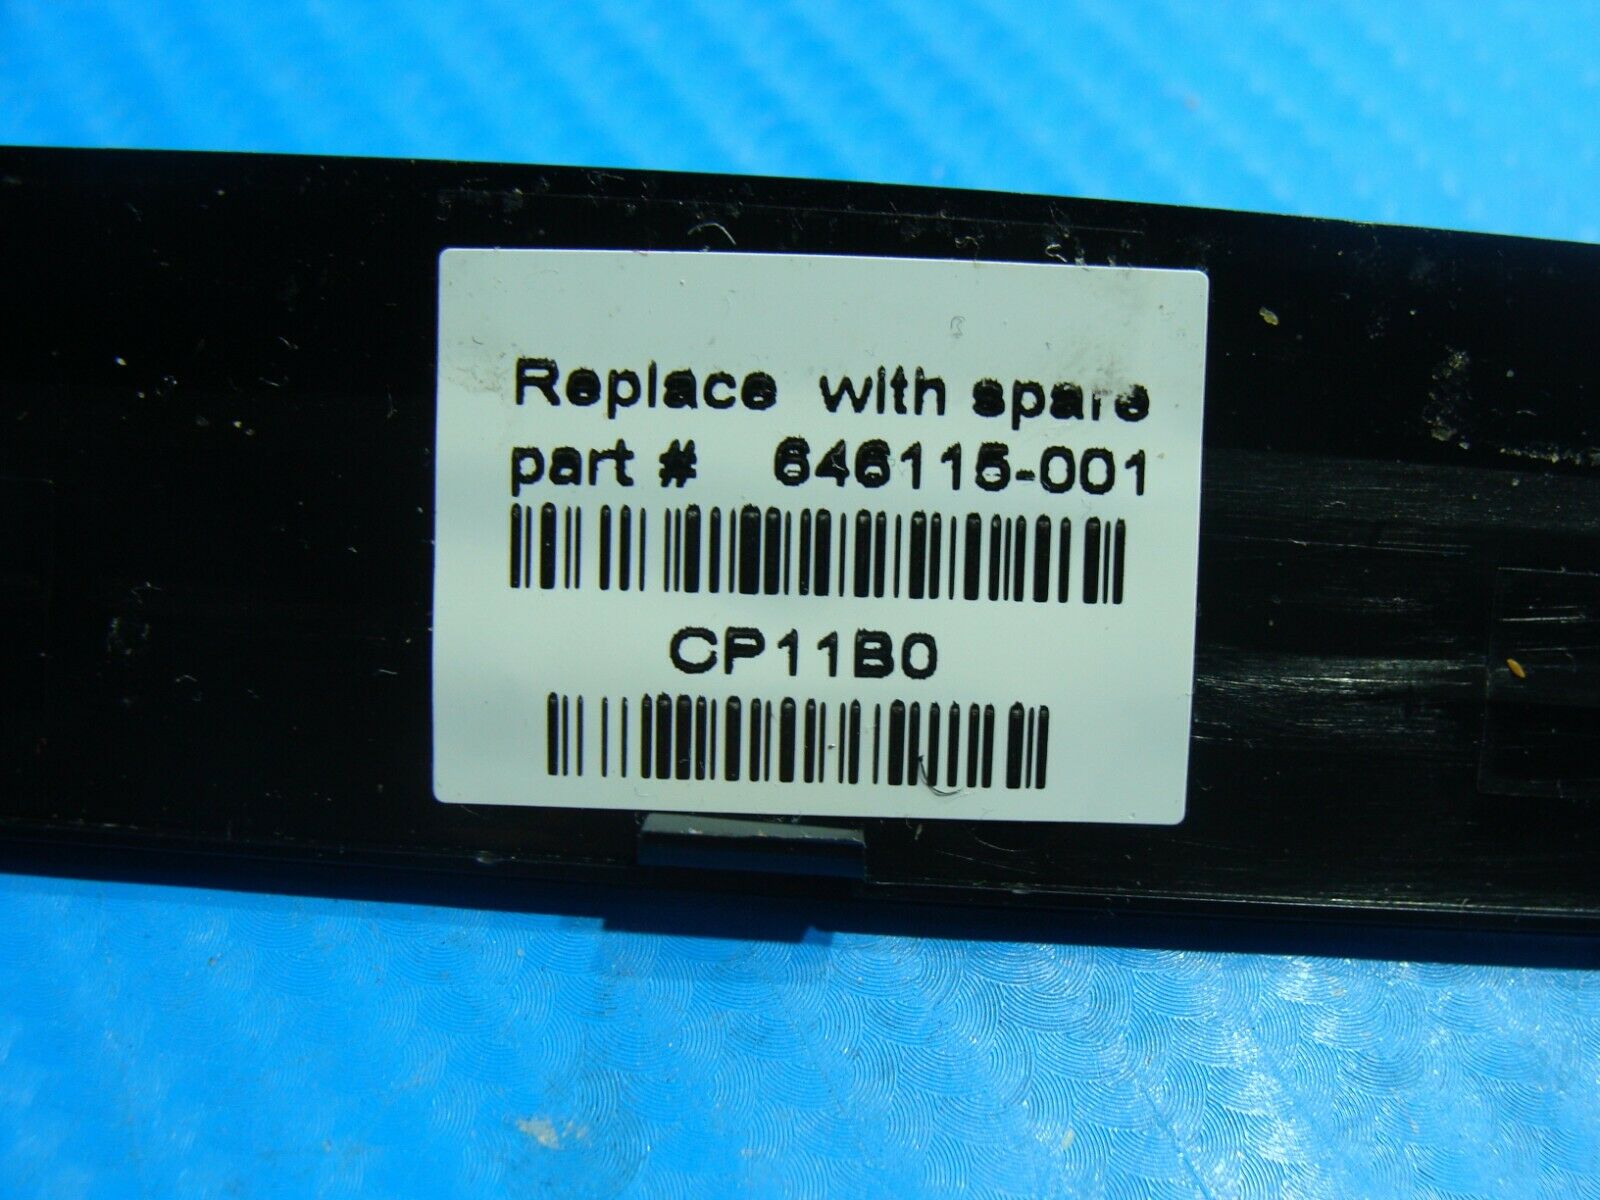 Replace with spare
part # 646115-001
CP11B0